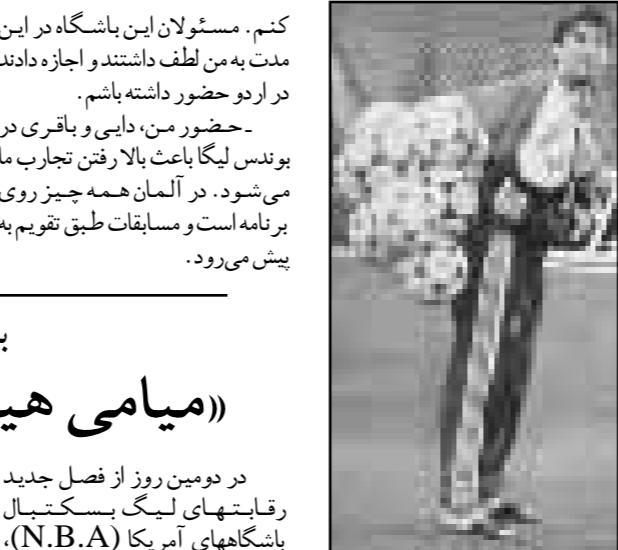 کنم. مسئولان این باشگاه در این
مدت به من لطف داشتند و اجازه دادند
در اردو حضور داشته باشم.
ـ حضور من، دایی و باقری در
بوندس لیگا باعث بالا رفتن تجارب ما
می‌شود. در آلمان همه چیز روی
برنامه است و مسابقات طبق تقویم به
پیش می‌رود.
«میامی
در دومین روز از فصل جدید
رقابتهای لیگ بسکتبال
باشگاههای آمریکا (N.B.A)،